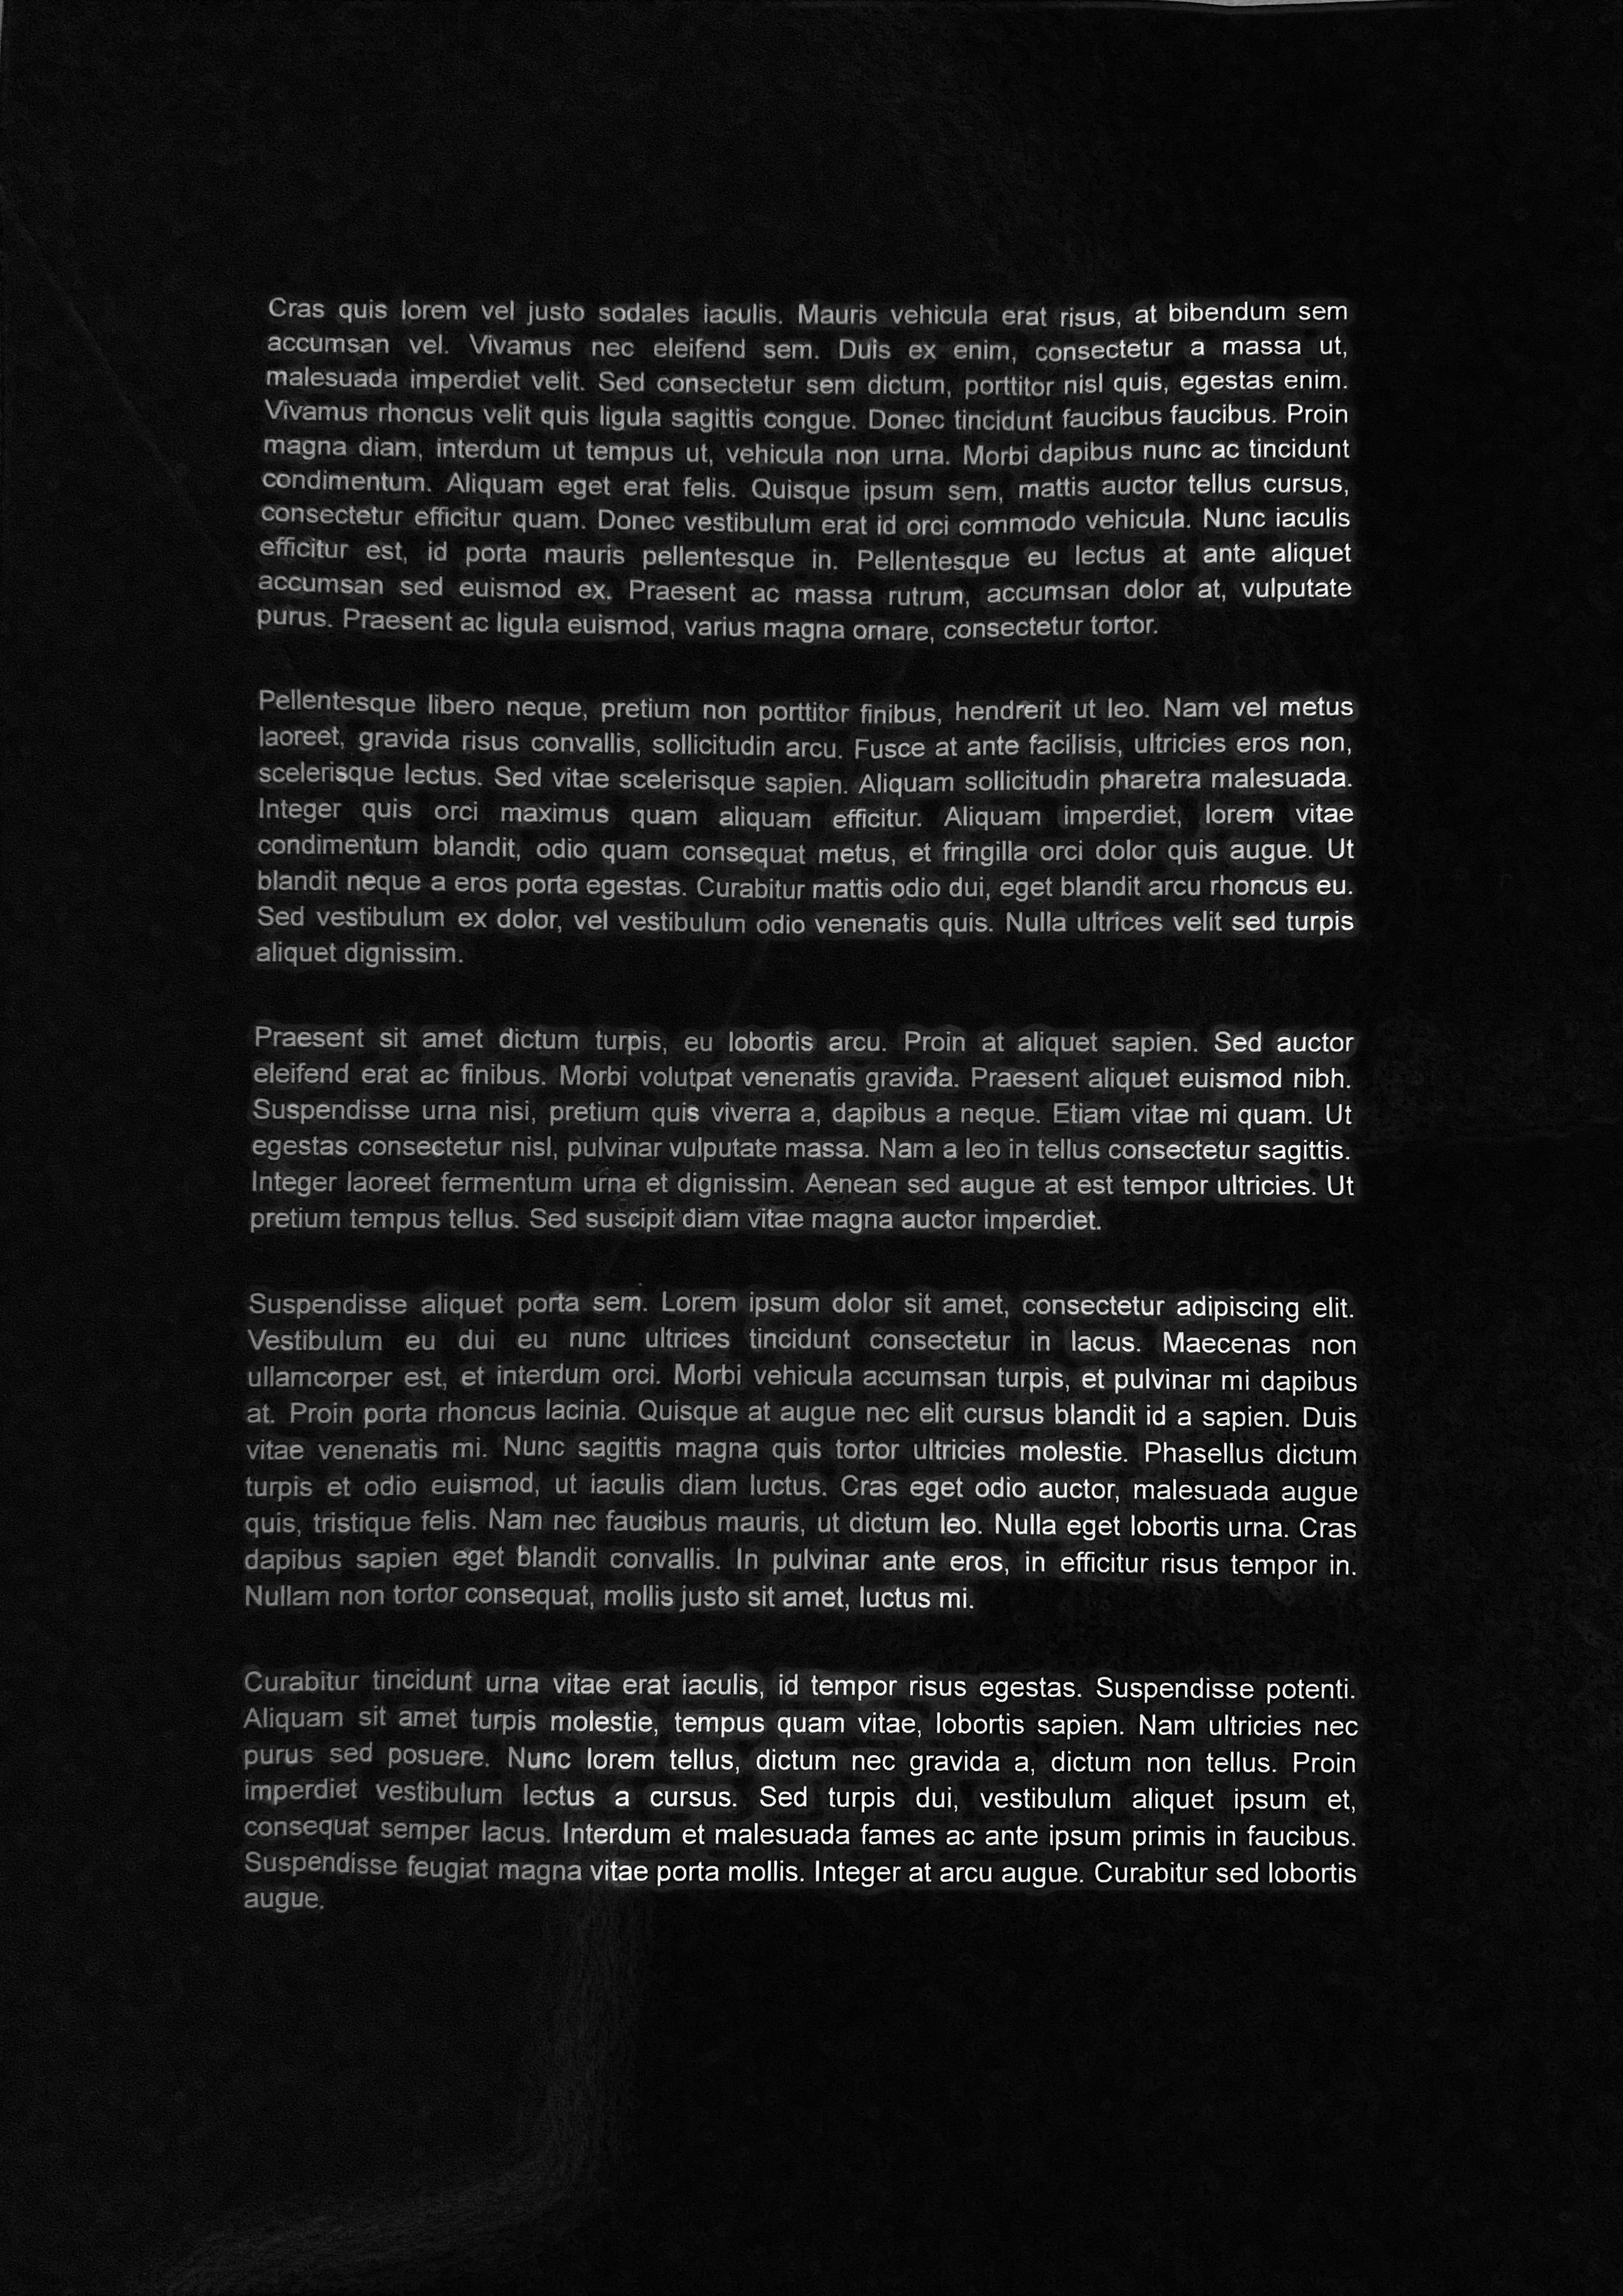 Cras quis lorem vel justo sodales iaculis. Mauris vehicula erat risus, at bibendum sem
accumsan vel. Vivamus nec eleifend sem. Duis ex enim, consectetur a massa ut,
malesuada imperdiet velit. Sed consectetur sem dictum, porttitor nisl quis, egestas enim.
Vivamus rhoncus velit quis ligula sagittis congue. Donec tincidunt faucibus faucibus. Proin
magna diam, interdum ut tempus ut, vehicula non urna. Morbi dapibus nunc ac tincidunt
condimentum. Aliquam eget erat felis. Quisque ipsum sem, mattis auctor tellus cursus,
consectetur efficitur quam. Donec vestibulum erat id orci commodo vehicula. Nunc iaculis
efficitur est, id porta mauris pellentesque in. Pellentesque eu lectus at ante aliquet
accumsan sed euismod ex. Praesent ac massa rutrum, accumsan dolor at, vulputate
purus. Praesent ac ligula euismod, varius magna ornare, consectetur tortor.
Pellentesque libero neque, pretium non porttitor finibus, hendrerit ut leo. Nam vel metus
laoreet, gravida risus convallis, sollicitudin arcu. Fusce at ante facilisis, ultricies eros non,
scelerisque lectus. Sed vitae scelerisque sapien. Aliquam sollicitudin pharetra malesuada.
Integer quis orci maximus quam aliquam efficitur. Aliquam imperdiet, lorem vitae
condimentum blandit, odio quam consequat metus, et fringilla orci dolor quis augue. Ut
blandit neque a eros porta egestas. Curabitur mattis odio dui, eget blandit arcu rhoncus eu.
Sed vestibulum ex dolor, vel vestibulum odio venenatis quis. Nulla ultrices velit sed turpis
aliquet dignissim.
Praesent sit amet dictum turpis, eu lobortis arcu. Proin at aliquet sapien. Sed auctor
eleifend erat ac finibus. Morbi volutpat venenatis gravida. Praesent aliquet euismod nibh.
Suspendisse urna nisi, pretium quis viverra a, dapibus a neque. Etiam vitae mi quam. Ut
egestas consectetur nisl, pulvinar vulputate massa. Nam a leo in tellus consectetur sagittis.
Integer laoreet fermentum urna et dignissim. Aenean sed augue at est tempor ultricies. Ut
pretium tempus tellus. Sed suscipit diam vitae magna auctor imperdiet.
Suspendisse aliquet porta sem. Lorem ipsum dolor sit amet, consectetur adipiscing elit.
Vestibulum eu dui eu nunc ultrices tincidunt consectetur in lacus. Maecenas non
ullamcorper est, et interdum orci. Morbi vehicula accumsan turpis, et pulvinar mi dapibus
at. Proin porta rhoncus lacinia. Quisque at augue nec elit cursus blandit id a sapien. Duis
vitae venenatis mi. Nunc sagittis magna quis tortor ultricies molestie. Phasellus dictum
turpis et odio euismod, ut iaculis diam luctus. Cras eget odio auctor, malesuada augue
quis, tristique felis. Nam nec faucibus mauris, ut dictum leo. Nulla eget lobortis urna. Cras
dapibus sapien eget blandit convallis. In pulvinar ante eros, in efficitur risus tempor in.
Nullam non tortor consequat, mollis justo sit amet, luctus mi.
Curabitur tincidunt urna vitae erat iaculis, id tempor risus egestas. Suspendisse potenti.
Aliquam sit amet turpis molestie, tempus quam vitae, lobortis sapien. Nam ultricies nec
purus sed posuere. Nunc lorem tellus, dictum nec gravida a, dictum non tellus. Proin
imperdiet vestibulum lectus a cursus. Sed turpis dui, vestibulum aliquet ipsum et,
consequat semper lacus. Interdum et malesuada fames ac ante ipsum primis in faucibus.
Suspendisse feugiat magna vitae porta mollis. Integer at arcu augue. Curabitur sed lobortis
augue.